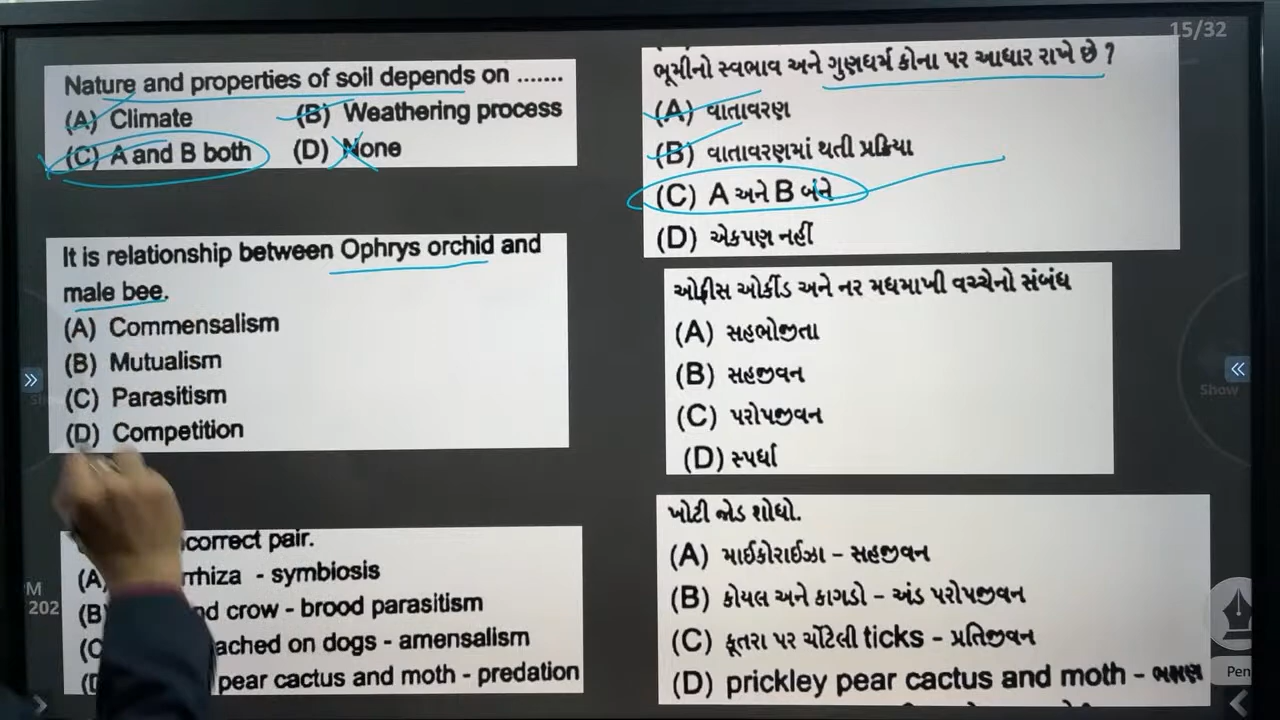 15/32
Nature and properties of soil depends on .......
(A) Climate (B) Weathering process
(C) A and B both (D) None
ભૂમીનો સ્વભાવ અને ગુણધર્મ કોના પર આધાર રાખે છે ?
(A) વાતાવરણ
(B) વાતાવરણમાં થતી પ્રક્રિયા
(C) A અને B બંને
(D) એકપણ નહીં
It is relationship between Ophrys orchid and
male bee.
(A) Commensalism
(B) Mutualism
(C) Parasitism
(D) Competition
ઓફ્રીસ ઓર્કીડ અને નર મધમાખી વચ્ચેનો સંબંધ
(A) સહભોજીતા
(B) સહજીવન
(C) પરોપજીવન
(D) સ્પર્ધા
correct pair.
(A) rhiza - symbiosis
(B) nd crow - brood parasitism
(C ached on dogs - amensalism
pear cactus and moth - predation
ખોટી જોડ શોધો.
(A) માઈકોરાઈઝા – સહજીવન
(B) કોયલ અને કાગડો – અંડ પરોપજીવન
(C) કૂતરા પર ચોંટેલી ticks – પ્રતિજીવન
(D) prickley pear cactus and moth - ભક્ષણ
Show
Pen
M
202